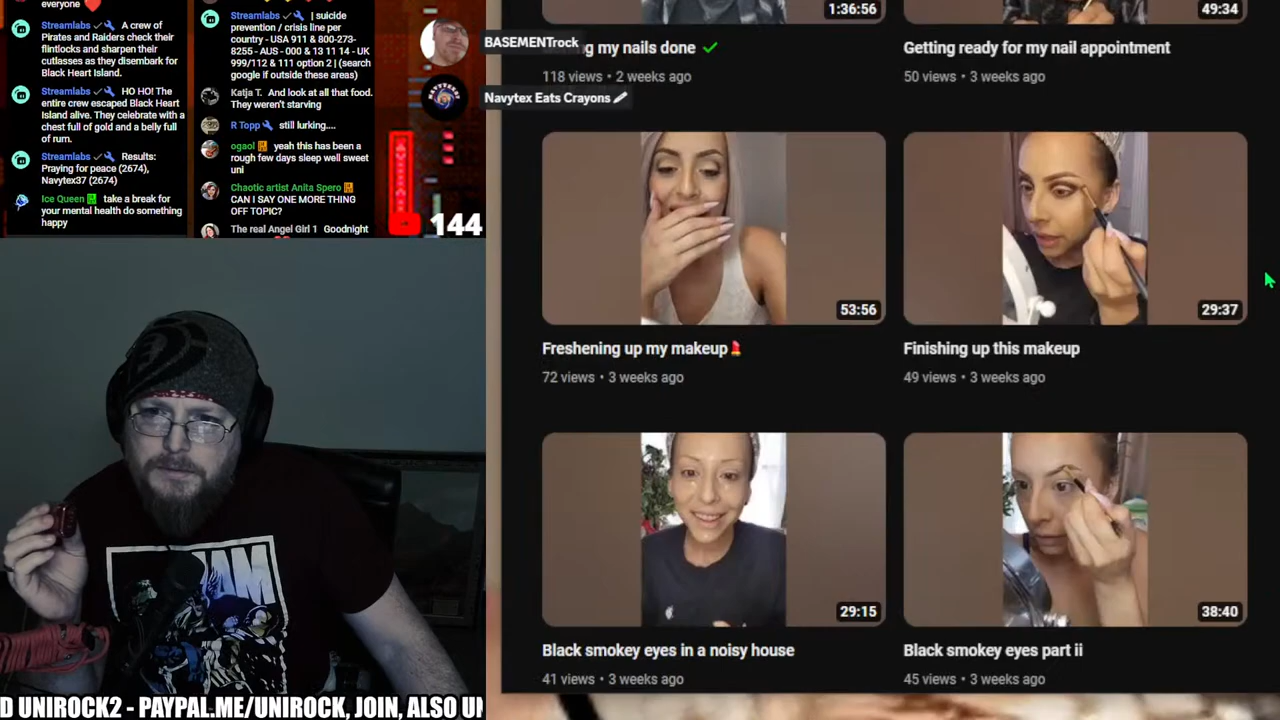 everyone
Streamlabs A crew of
Pirates and Raiders check their
flintlocks and sharpen their
cutlasses as they disembark for
Black Heart Island.
Streamlabs HO HO! The
entire crew escaped Black Heart
Island alive. They celebrate with a
chest full of gold and a belly full
of rum.
Streamlabs Results:
Praying for peace (2674),
Navytex37 (2674)
Ice Queen take a break for
your mental health do something
happy
Streamlabs | suicide
prevention / crisis line per
country - USA 911 & 800-273-
8255 - AUS - 000 & 13 11 14 - UK
999/112 & 111 option 2 | (search
google if outside these areas)
Katja T. And look at all that food.
They weren't starving
R Topp still lurking....
ogaol yeah this has been a
rough few days sleep well sweet
uni
Chaotic artist Anita Spero
CAN I SAY ONE MORE THING
OFF TOPIC?
The real Angel Girl 1 Goodnight
144
BASEMENTrock
Navytex Eats Crayons
1:36:56
g my nails done
118 views • 2 weeks ago
49:34
Getting ready for my nail appointment
50 views • 3 weeks ago
53:56
Freshening up my makeup
72 views • 3 weeks ago
29:37
Finishing up this makeup
49 views • 3 weeks ago
29:15
Black smokey eyes in a noisy house
41 views • 3 weeks ago
38:40
Black smokey eyes part ii
45 views • 3 weeks ago
D UNIROCK2 - PAYPAL.ME/UNIROCK, JOIN, ALSO UN